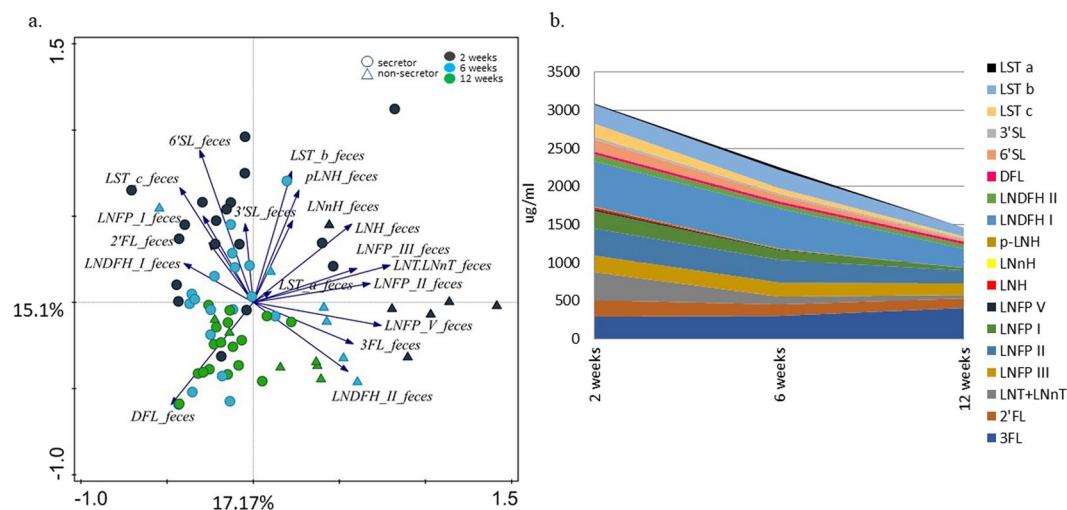 a.
1.5
secretor
non-secretor
2 weeks
6 weeks
12 weeks
6'SL_feces
LST_b_feces
pLNH_feces
LST_c_feces
LNnH_feces
LNFP_I_feces
3'SL_feces
LNH_feces
2'FL_feces
LNFP_III_feces
LNDFH_I_feces
LNT.LNnT_feces
LST_a_feces
LNFP_II_feces
15.1%
LNFP_V_feces
3FL_feces
LNDFH_II_feces
DFL_feces
-1.0
-1.0
17.17%
1.5
b.
ug/ml
3500
3000
2500
2000
1500
1000
500
0
2 weeks
6 weeks
12 weeks
LST a
LST b
LST c
3'SL
6'SL
DFL
LNDFH II
LNDFH I
p-LNH
LNnH
LNH
LNFP V
LNFP I
LNFP II
LNFP III
LNT+LNnT
2'FL
3FL